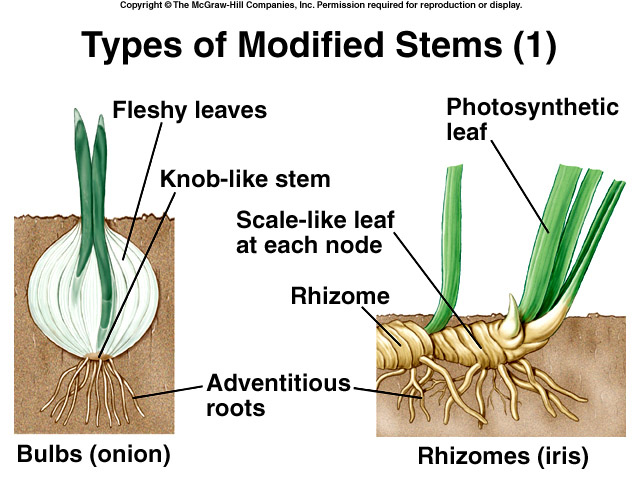 Copyright © The McGraw-Hill Companies, Inc. Permission required for reproduction or display.
Types of Modified Stems (1)
Fleshy leaves
Knob-like stem
Photosynthetic
leaf
Scale-like leaf
at each node
Rhizome
Adventitious
roots
Bulbs (onion)
Rhizomes (iris)